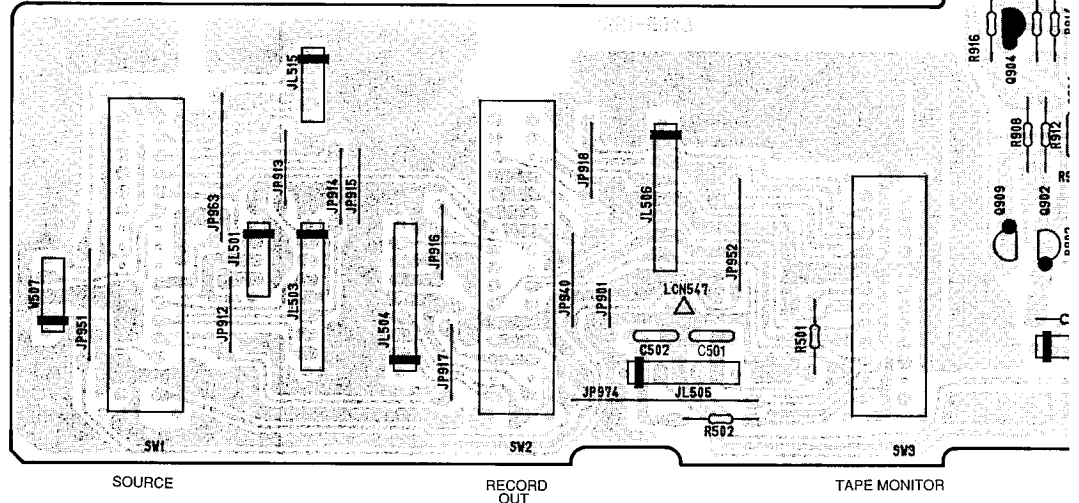 R916
Q904
JL515
R908
R912
JP913
JP918
JP963
JP914
JP915
JL506
Q909
Q902
JL501
JP916
JP952
W507
JP951
JP912
JL503
JL504
JP940
JP901
LCN547
R501
C502
C501
JP917
JP974
JL505
R502
SW1
SW2
SW3
SOURCE
RECORD
OUT
TAPE MONITOR